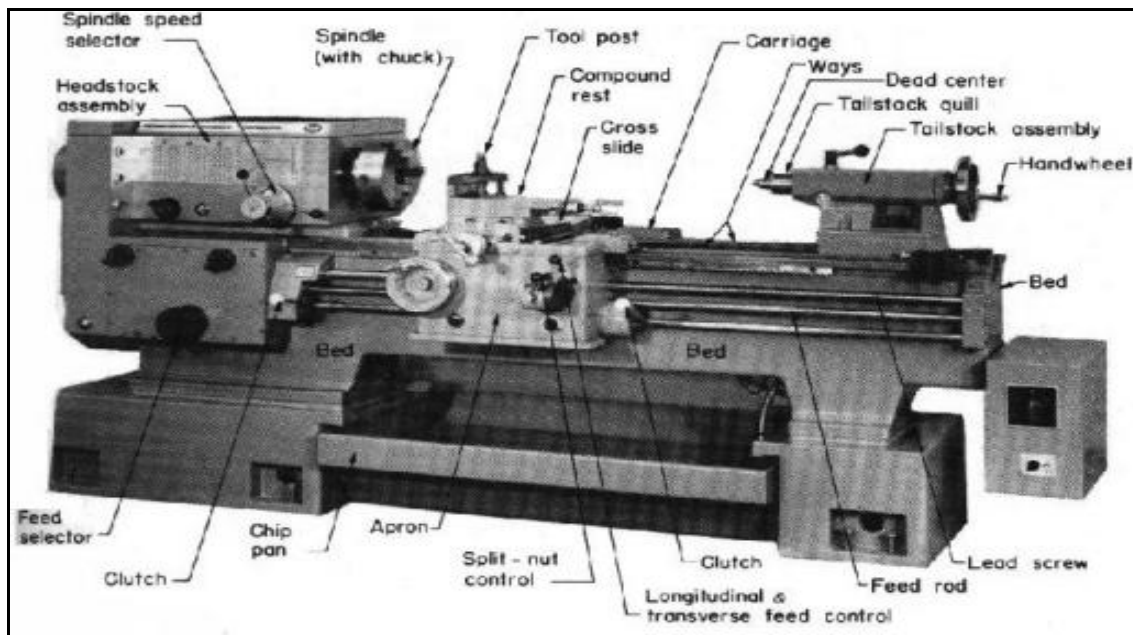 Spindle speed
selector
Headstock
assembly
Spindle
(with chuck)
Tool post
Compound
rest
Cross
slide
Carriage
Ways
Dead center
Tailstock quill
Tailstock assembly
Handwheel
Bed
Bed
Bed
Feed
selector
Clutch
Chip
pan
Apron
Split-nut
control
Longitudinal &
transverse feed control
Clutch
Feed rod
Lead screw